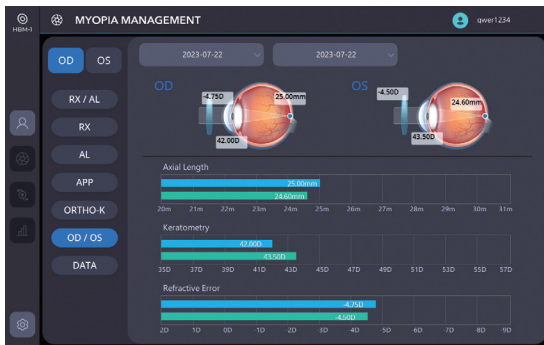 HBM-1
MYOPIA MANAGEMENT
qwer1234
OD OS
2023-07-22 2023-07-22
RX / AL
RX
AL
APP
ORTHO-K
OD / OS
DATA
OD
-4.75D
25.00mm
42.00D
OS
-4.50D
24.60mm
43.50D
Axial Length
25.00mm
24.60mm
20m 21m 22m 23m 24m 25m 26m 27m 28m 29m 30m 31m
Keratometry
42.00D
43.50D
35D 37D 39D 41D 43D 45D 47D 49D 51D 53D 55D 57D
Refractive Error
-4.75D
-4.50D
2D 1D 0D -1D -2D -3D -4D -5D -6D -7D -8D -9D